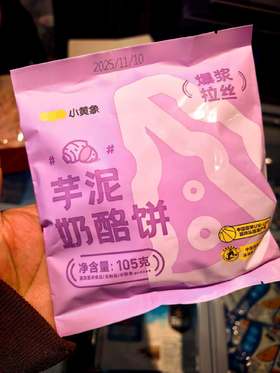 2025/11/10
小黄象
爆浆
拉丝
芋泥
奶酪饼
净含量：105克